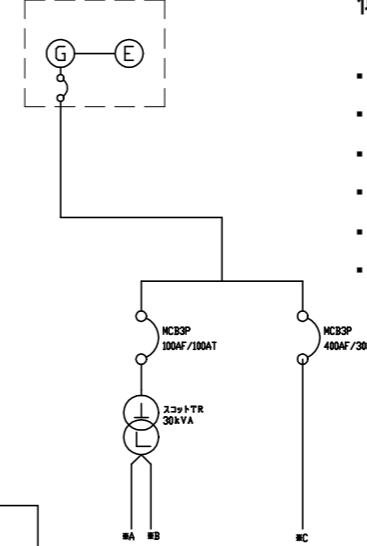 G E
MCB3P
100AF/100AT
MCB3P
スコットTR
30kVA
※A ※B
※C